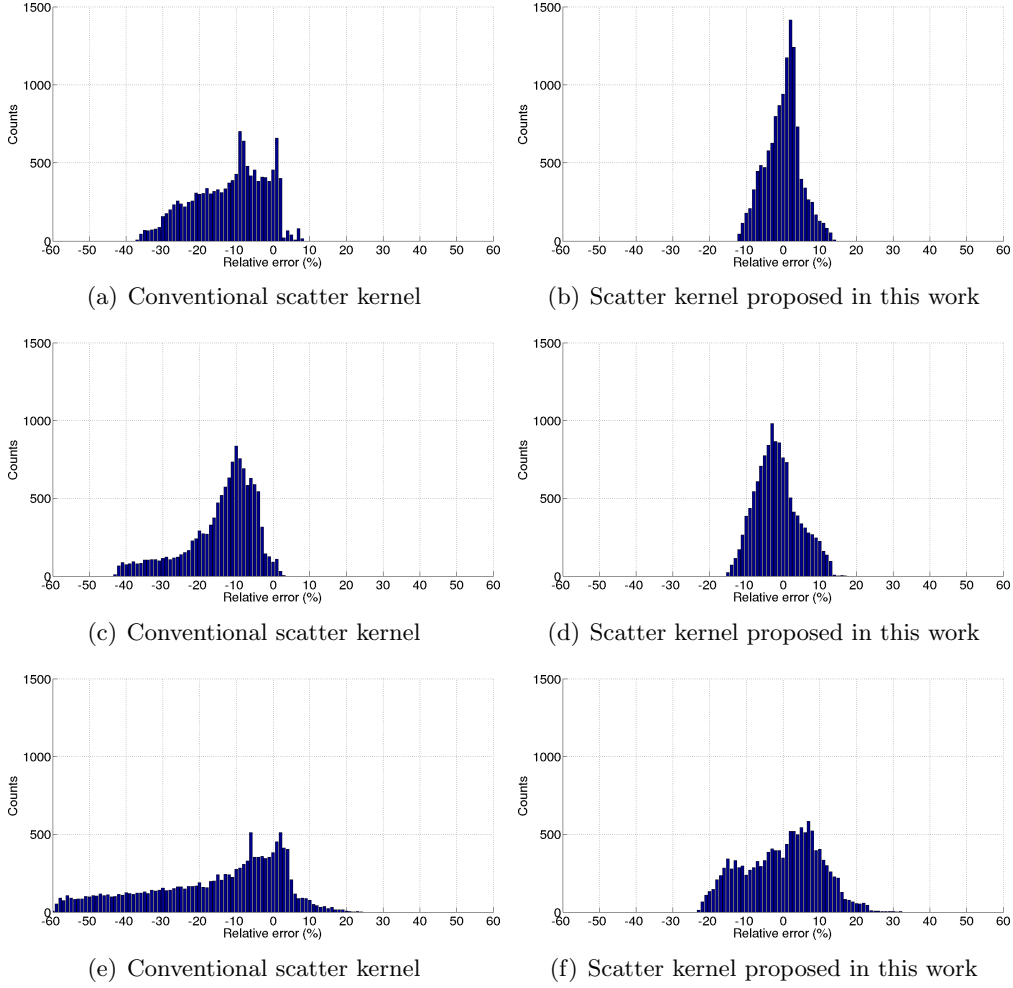 1500
1000
500
0
Counts
-60 -50 -40 -30 -20 -10 0 10 20 30 40 50 60
Relative error (%)
(a) Conventional scatter kernel
1500
1000
500
0
Counts
-60 -50 -40 -30 -20 -10 0 10 20 30 40 50 60
Relative error (%)
(b) Scatter kernel proposed in this work
1500
1000
500
0
Counts
-60 -50 -40 -30 -20 -10 0 10 20 30 40 50 60
Relative error (%)
(c) Conventional scatter kernel
1500
1000
500
0
Counts
-60 -50 -40 -30 -20 -10 0 10 20 30 40 50 60
Relative error (%)
(d) Scatter kernel proposed in this work
1500
1000
500
0
Counts
-60 -50 -40 -30 -20 -10 0 10 20 30 40 50 60
Relative error (%)
(e) Conventional scatter kernel
1500
1000
500
0
Counts
-60 -50 -40 -30 -20 -10 0 10 20 30 40 50 60
Relative error (%)
(f) Scatter kernel proposed in this work